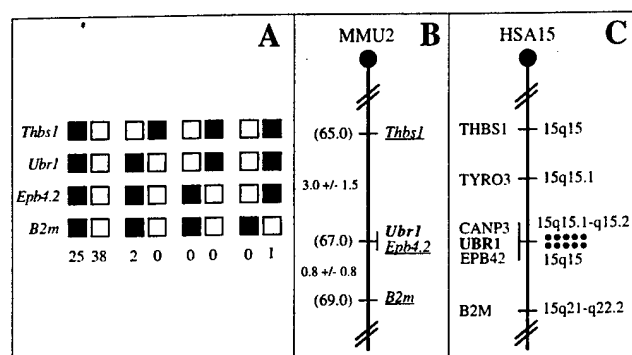 A
Thbs1
Ubr1
Epb4.2
B2m
25 38 2 0 0 0 0 1
MMU2 B
(65.0) Thbs1
3.0 +/- 1.5
Ubr1
(67.0) Epb4.2
0.8 +/- 0.8
(69.0) B2m
HSA15 C
THBS1 15q15
TYRO3 15q15.1
CANP3 15q15.1-q15.2
UBR1
EPB42 15q15
B2M 15q21-q22.2